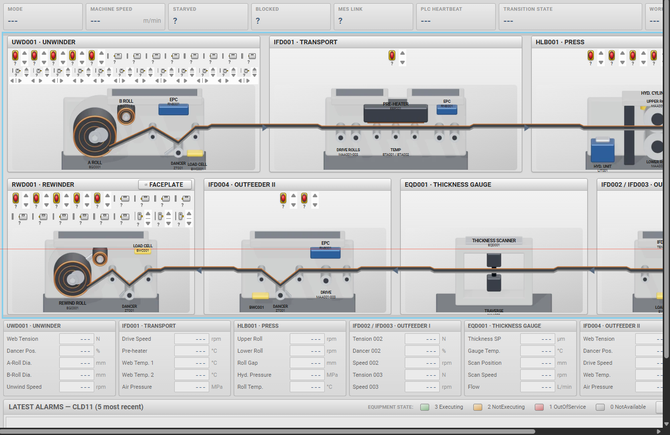 MODE MACHINE SPEED STARVED BLOCKED MES LINK PLC HEARTBEAT TRANSITION STATE
--- --- m/min ? ? ? --- ---
UWD001 · UNWINDER IFD001 · TRANSPORT HLB001 · PRESS
B ROLL EPC PRE-HEATER EPC HYD. CYLIN
A ROLL DANCER LOAD CELL DRIVE ROLLS TEMP HYD. UNIT
RWD001 · REWINDER FACEPLATE IFD004 · OUTFEEDER II EQD001 · THICKNESS GAUGE IFD002 / IFD003 · OU
LOAD CELL EPC THICKNESS SCANNER
REWIND ROLL DANCER DANCER DRIVE
UWD001 · UNWINDER IFD001 · TRANSPORT HLB001 · PRESS IFD002 / IFD003 · OUTFEEDER I EQD001 · THICKNESS GAUGE IFD004 · OUTFEEDER II
Web Tension --- N Drive Speed --- rpm Upper Roll --- rpm Tension 002 --- N Thickness SP --- µm Web Tension ---
Dancer Pos. --- % Pre-heater --- °C Lower Roll --- rpm Dancer 002 --- % Gauge Temp. --- °C Dancer Pos. ---
A-Roll Dia. --- mm Web Temp. 1 --- °C Roll Gap --- mm Speed 002 --- rpm Scan Position --- mm Web Temp. ---
B-Roll Dia. --- mm Web Temp. 2 --- °C Hyd. Pressure --- MPa Tension 003 --- N Scan Speed --- rpm Drive Speed ---
Unwind Speed --- rpm Air Pressure --- MPa Roll Temp. --- °C Speed 003 --- rpm Flow --- L/min Air Pressure ---
LATEST ALARMS — CLD11 (5 most recent) EQUIPMENT STATE: 3 Executing 2 NotExecuting 1 OutOfService 0 NotAvailable